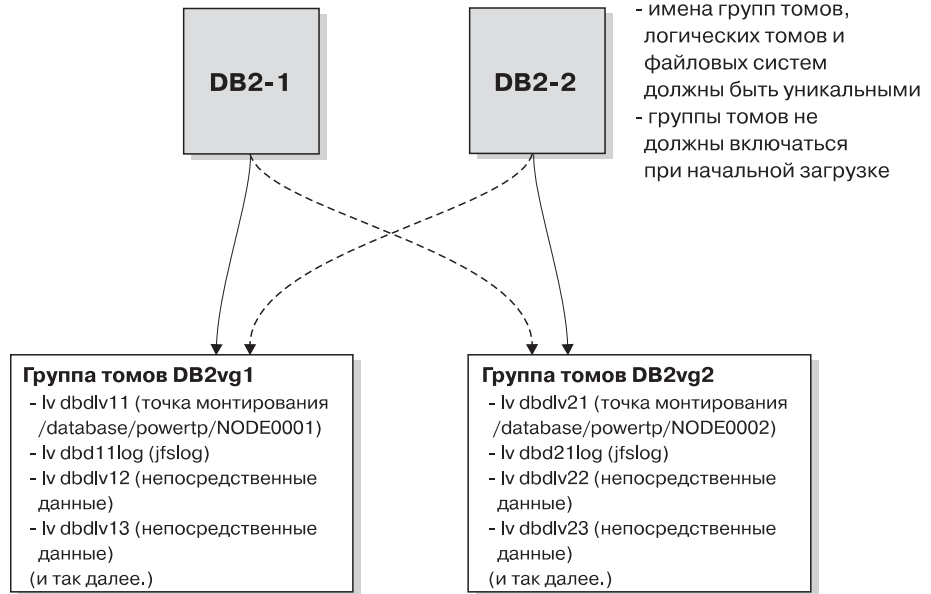 DB2-1
DB2-2
- имена групп томов,
логических томов и
файловых систем
должны быть уникальными
- группы томов не
должны включаться
при начальной загрузке
Группа томов DB2vg1
- lv dbdlv11 (точка монтирования
/database/powertp/NODE0001)
- lv dbd11log (jfslog)
- lv dbdlv12 (непосредственные
данные)
- lv dbdlv13 (непосредственные
данные)
(и так далее.)
Группа томов DB2vg2
- lv dbdlv21 (точка монтирования
/database/powertp/NODE0002)
- lv dbd21log (jfslog)
- lv dbdlv22 (непосредственные
данные)
- lv dbdlv23 (непосредственные
данные)
(и так далее.)